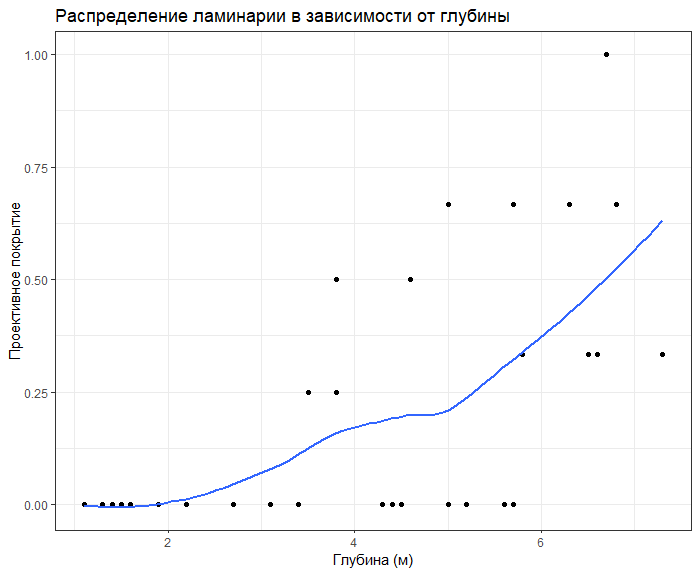 Распределение ламинарии в зависимости от глубины
1.00
0.75
0.50
0.25
0.00
Проективное покрытие
2 4 6
Глубина (м)